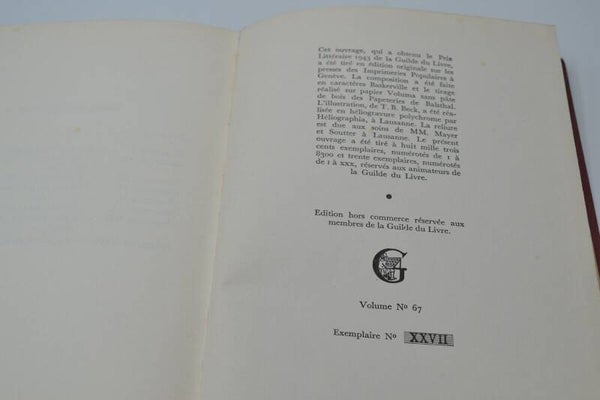 Cet ouvrage, qui a obtenu le Prix
Littéraire 1943 de la Guilde du Livre,
a été tiré en édition originale sur les
presses des Imprimeries Populaires à
Genève. La composition a été faite
en caractères Baskerville et le tirage
réalisé sur papier Voluma sans pâte
de bois des Papeteries de Balsthal.
L'illustration, de T. B. Beck, a été réa-
lisée en héliogravure polychrome par
Héliographia, à Lausanne. La reliure
est due aux soins de MM. Mayer
et Soutter à Lausanne. Le présent
ouvrage a été tiré à huit mille trois
cents exemplaires, numérotés de 1 à
8300 et trente exemplaires, numérotés
de I à XXX, réservés aux animateurs de
la Guilde du Livre.
Edition hors commerce réservée aux
membres de la Guilde du Livre.
G
Volume No 67
Exemplaire No XXVII